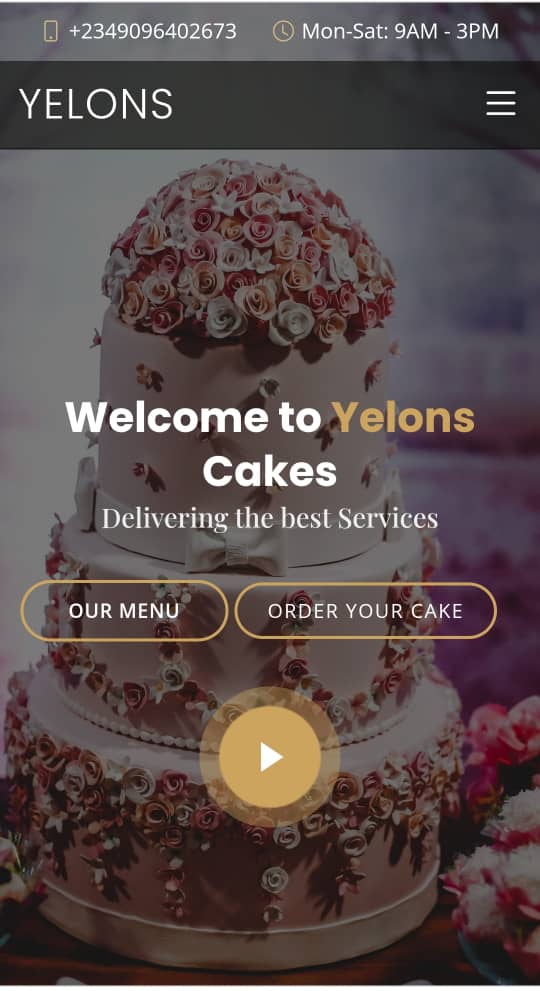 +2349096402673 Mon-Sat: 9AM - 3PM
YELONS
Welcome to Yelons
Cakes
Delivering the best Services
OUR MENU ORDER YOUR CAKE